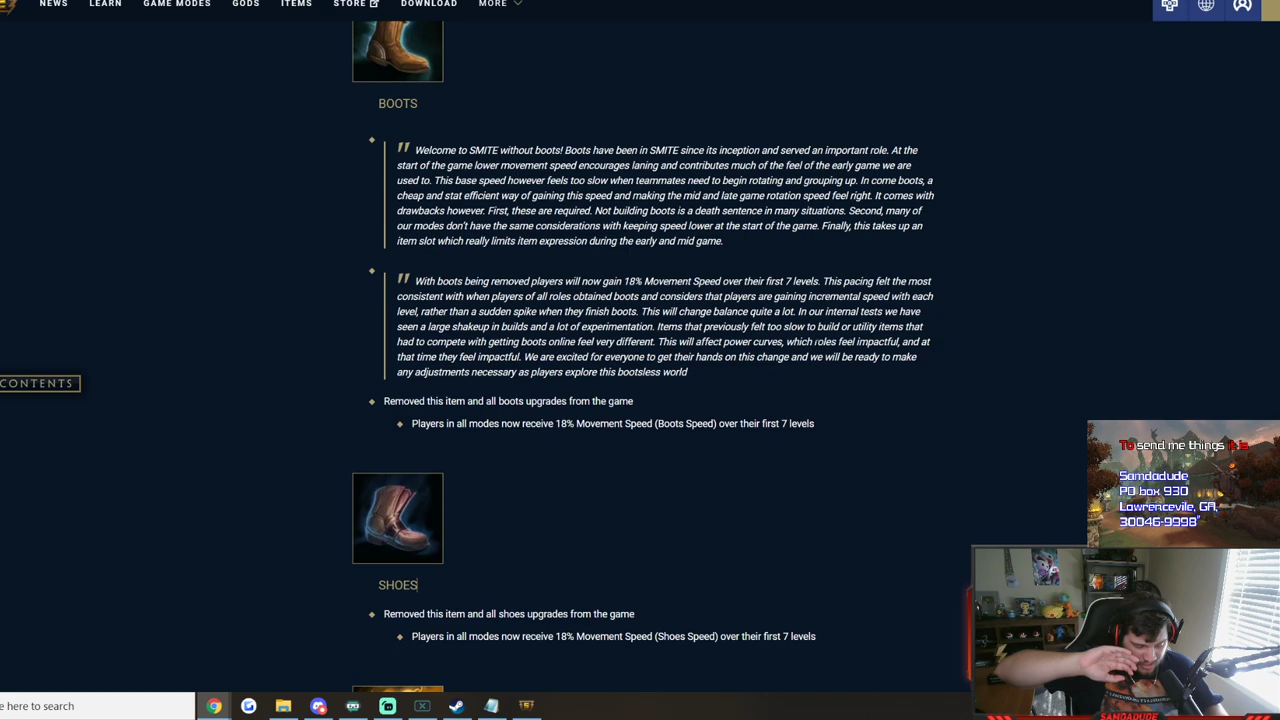 NEWS LEARN GAME MODES GODS ITEMS STORE DOWNLOAD MORE
BOOTS
" Welcome to SMITE without boots! Boots have been in SMITE since its inception and served an important role. At the
start of the game lower movement speed encourages laning and contributes much of the feel of the early game we are
used to. This base speed however feels too slow when teammates need to begin rotating and grouping up. In come boots, a
cheap and stat efficient way of gaining this speed and making the mid and late game rotation speed feel right. It comes with
drawbacks however. First, these are required. Not building boots is a death sentence in many situations. Second, many of
our modes don't have the same considerations with keeping speed lower at the start of the game. Finally, this takes up an
item slot which really limits item expression during the early and mid game.
" With boots being removed players will now gain 18% Movement Speed over their first 7 levels. This pacing felt the most
consistent with when players of all roles obtained boots and considers that players are gaining incremental speed with each
level, rather than a sudden spike when they finish boots. This will change balance quite a lot. In our internal tests we have
seen a large shakeup in builds and a lot of experimentation. Items that previously felt too slow to build or utility items that
had to compete with getting boots online feel very different. This will affect power curves, which roles feel impactful, and at
that time they feel impactful. We are excited for everyone to get their hands on this change and we will be ready to make
any adjustments necessary as players explore this bootsless world
CONTENTS
Removed this item and all boots upgrades from the game
Players in all modes now receive 18% Movement Speed (Boots Speed) over their first 7 levels
To send me things it is
Samdadude
PO box 930
Lawrencevile, GA,
30046-9998"
SHOES
Removed this item and all shoes upgrades from the game
Players in all modes now receive 18% Movement Speed (Shoes Speed) over their first 7 levels
e here to search
SAMDADUDE